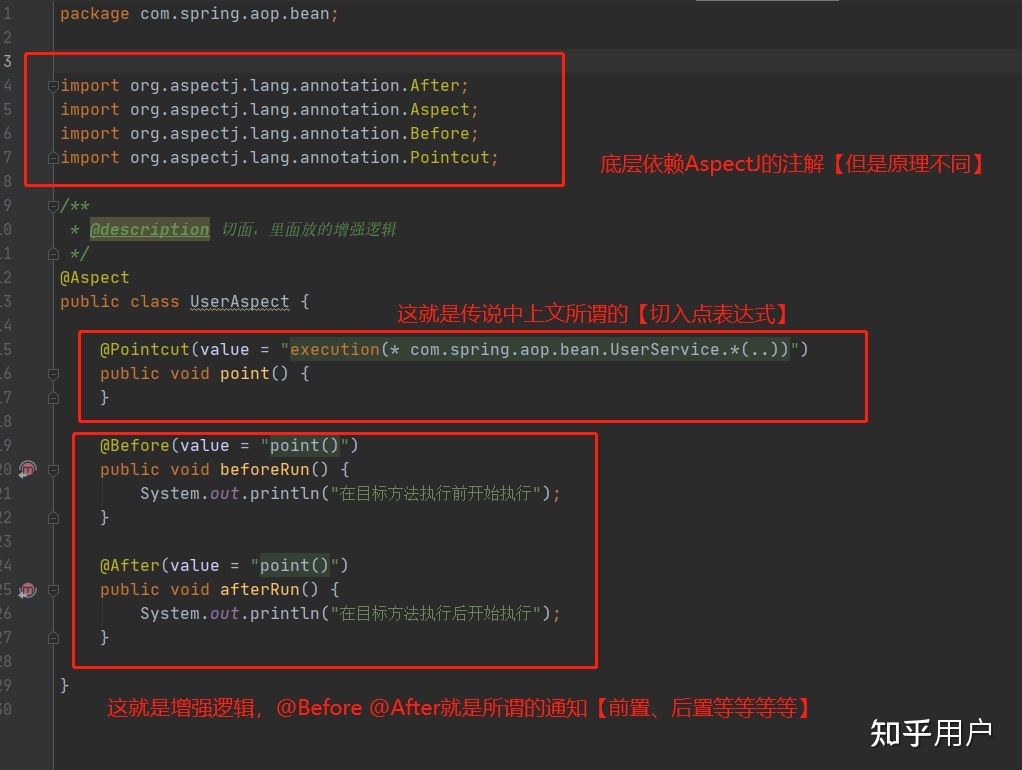 1 package com.spring.aop.bean;
2
3
4 import org.aspectj.lang.annotation.After;
5 import org.aspectj.lang.annotation.Aspect;
6 import org.aspectj.lang.annotation.Before;
7 import org.aspectj.lang.annotation.Pointcut;
底层依赖AspectJ的注解【但是原理不同】
8
9 /**
10 * @description 切面，里面放的增强逻辑
11 */
12 @Aspect
13 public class UserAspect {
这就是传说中上文所谓的【切入点表达式】
14
15 @Pointcut(value = "execution(* com.spring.aop.bean.UserService.*(..))")
16 public void point() {
17 }
18
19 @Before(value = "point()")
20 public void beforeRun() {
21 System.out.println("在目标方法执行前开始执行");
22 }
23
24 @After(value = "point()")
25 public void afterRun() {
26 System.out.println("在目标方法执行后开始执行");
27 }
28
29 }
30
这就是增强逻辑，@Before @After就是所谓的通知【前置、后置等等等等】
知乎用户